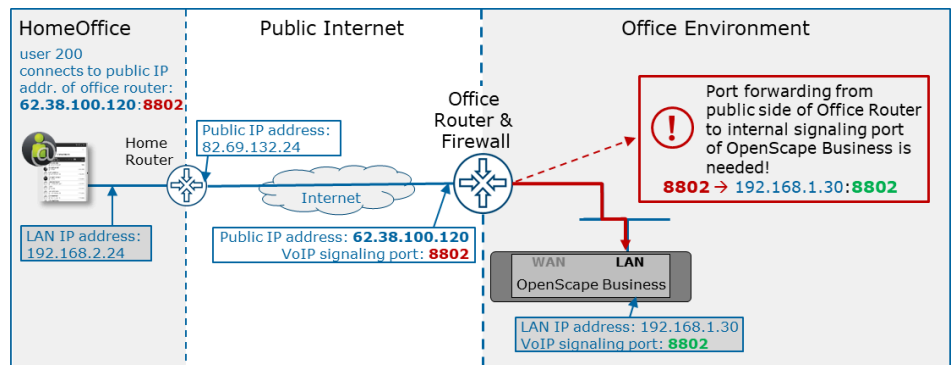 HomeOffice
user 200
connects to public IP
addr. of office router:
62.38.100.120:8802
Home
Router
LAN IP address:
192.168.2.24
Public Internet
Public IP address:
82.69.132.24
Internet
Office
Router &
Firewall
Public IP address: 62.38.100.120
VoIP signaling port: 8802
Office Environment
Port forwarding from
public side of Office Router
to internal signaling port
of OpenScape Business is
needed!
8802 → 192.168.1.30:8802
WAN LAN
OpenScape Business
LAN IP address: 192.168.1.30
VoIP signaling port: 8802